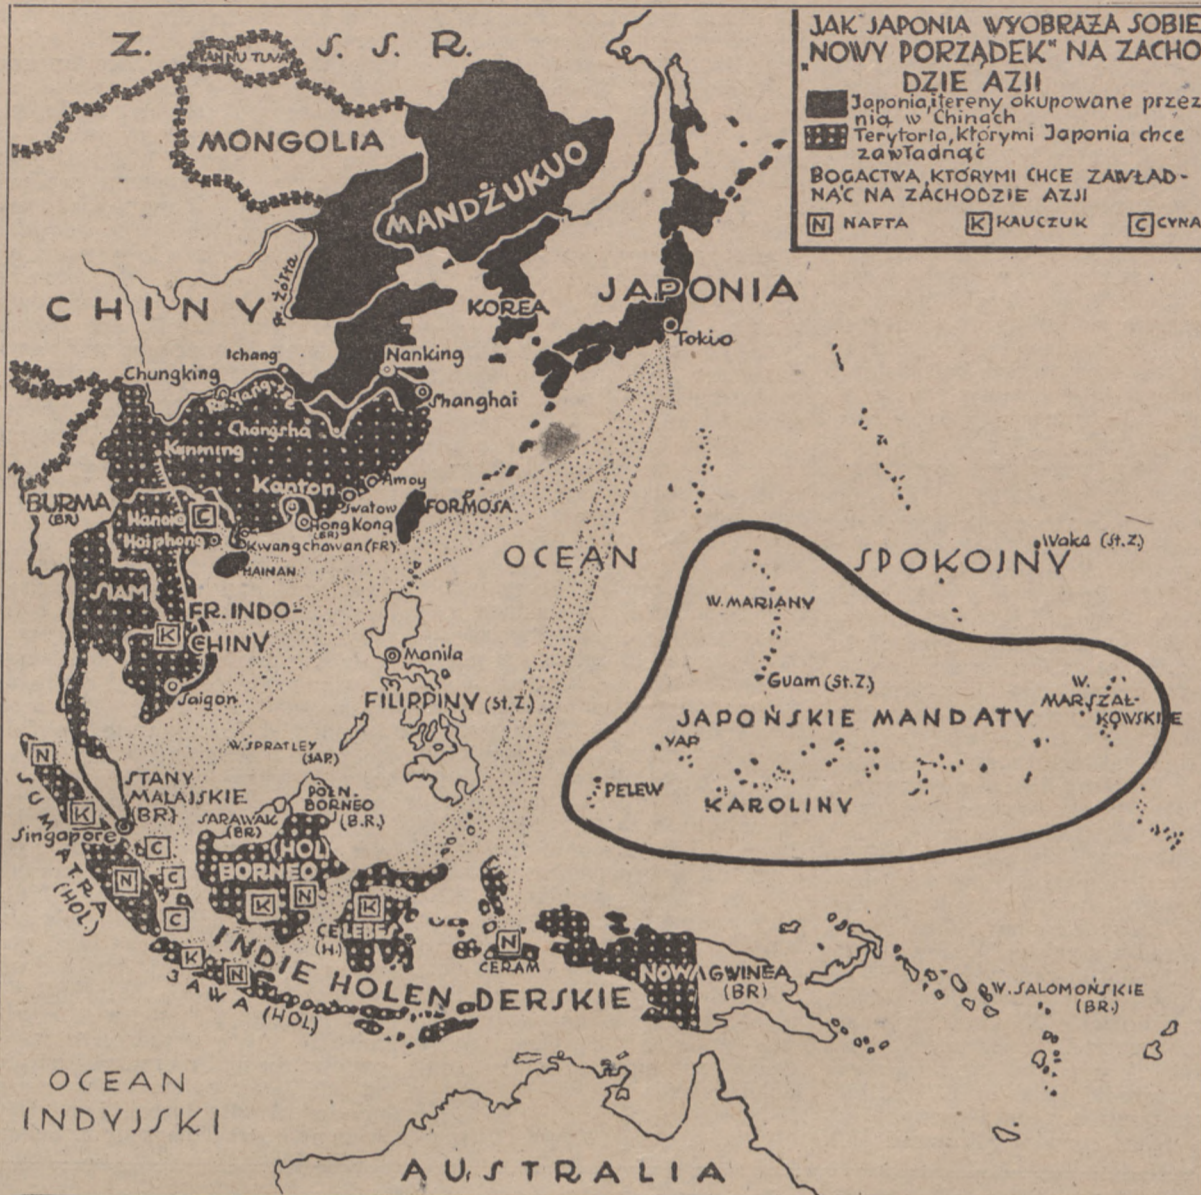 JAK JAPONIA WYOBRAŻA SOBIE
„NOWY PORZĄDEK" NA ZACHO
DZIE AZJI
Japonia, i tereny okupowane przez
nią w Chinach
Terytoria, którymi Japonia chce
zawładnąć
BOGACTWA, KTÓRYMI CHCE ZAWŁAD-
NĄĆ NA ZACHODZIE AZJI
N NAFTA K KAUCZUK C CYNA
Z. S. S. R.
TANNU TUVA
MONGOLIA
MANDŻUKUO
CHINY
Rz. Żółta
KOREA
JAPONIA
Tokio
Ichang
Nanking
Chungking
Shanghai
Changsha
Kunming
Kanton
Amoy
Swatow
BURMA
(BR)
Hanoi
C
Hong Kong
(BR)
FORMOSA
Haiphong
Kwangchowan (FR)
HAINAN
OCEAN SPOKOJNY
Wake (St.Z.)
SIAM
FR. INDO-
CHINY
K
W. MARIANY
Manila
Saigon
FILIPPINY (St.Z.)
Guam (St.Z.)
W.
MARSZAŁ-
KOWSKIE
JAPOŃSKIE MANDATY
YAP
W. SPRATLEY
(JAP.)
PELEW
KAROLINY
N
STANY
MALAJSKIE
(BR)
K
PÓŁN.
BORNEO
(B.R.)
SARAWAK
(BR)
Singapore
C
SUMATRA
(HOL)
(HOL)
BORNEO
N
C
K
N
K
C
CELEBES
(H.)
N
CERAM
K
N
JAWA (HOL)
INDIE HOLENDERSKIE
NOWA GWINEA
(BR)
W. SALOMOŃSKIE
(BR.)
OCEAN
INDYJSKI
AUSTRALIA